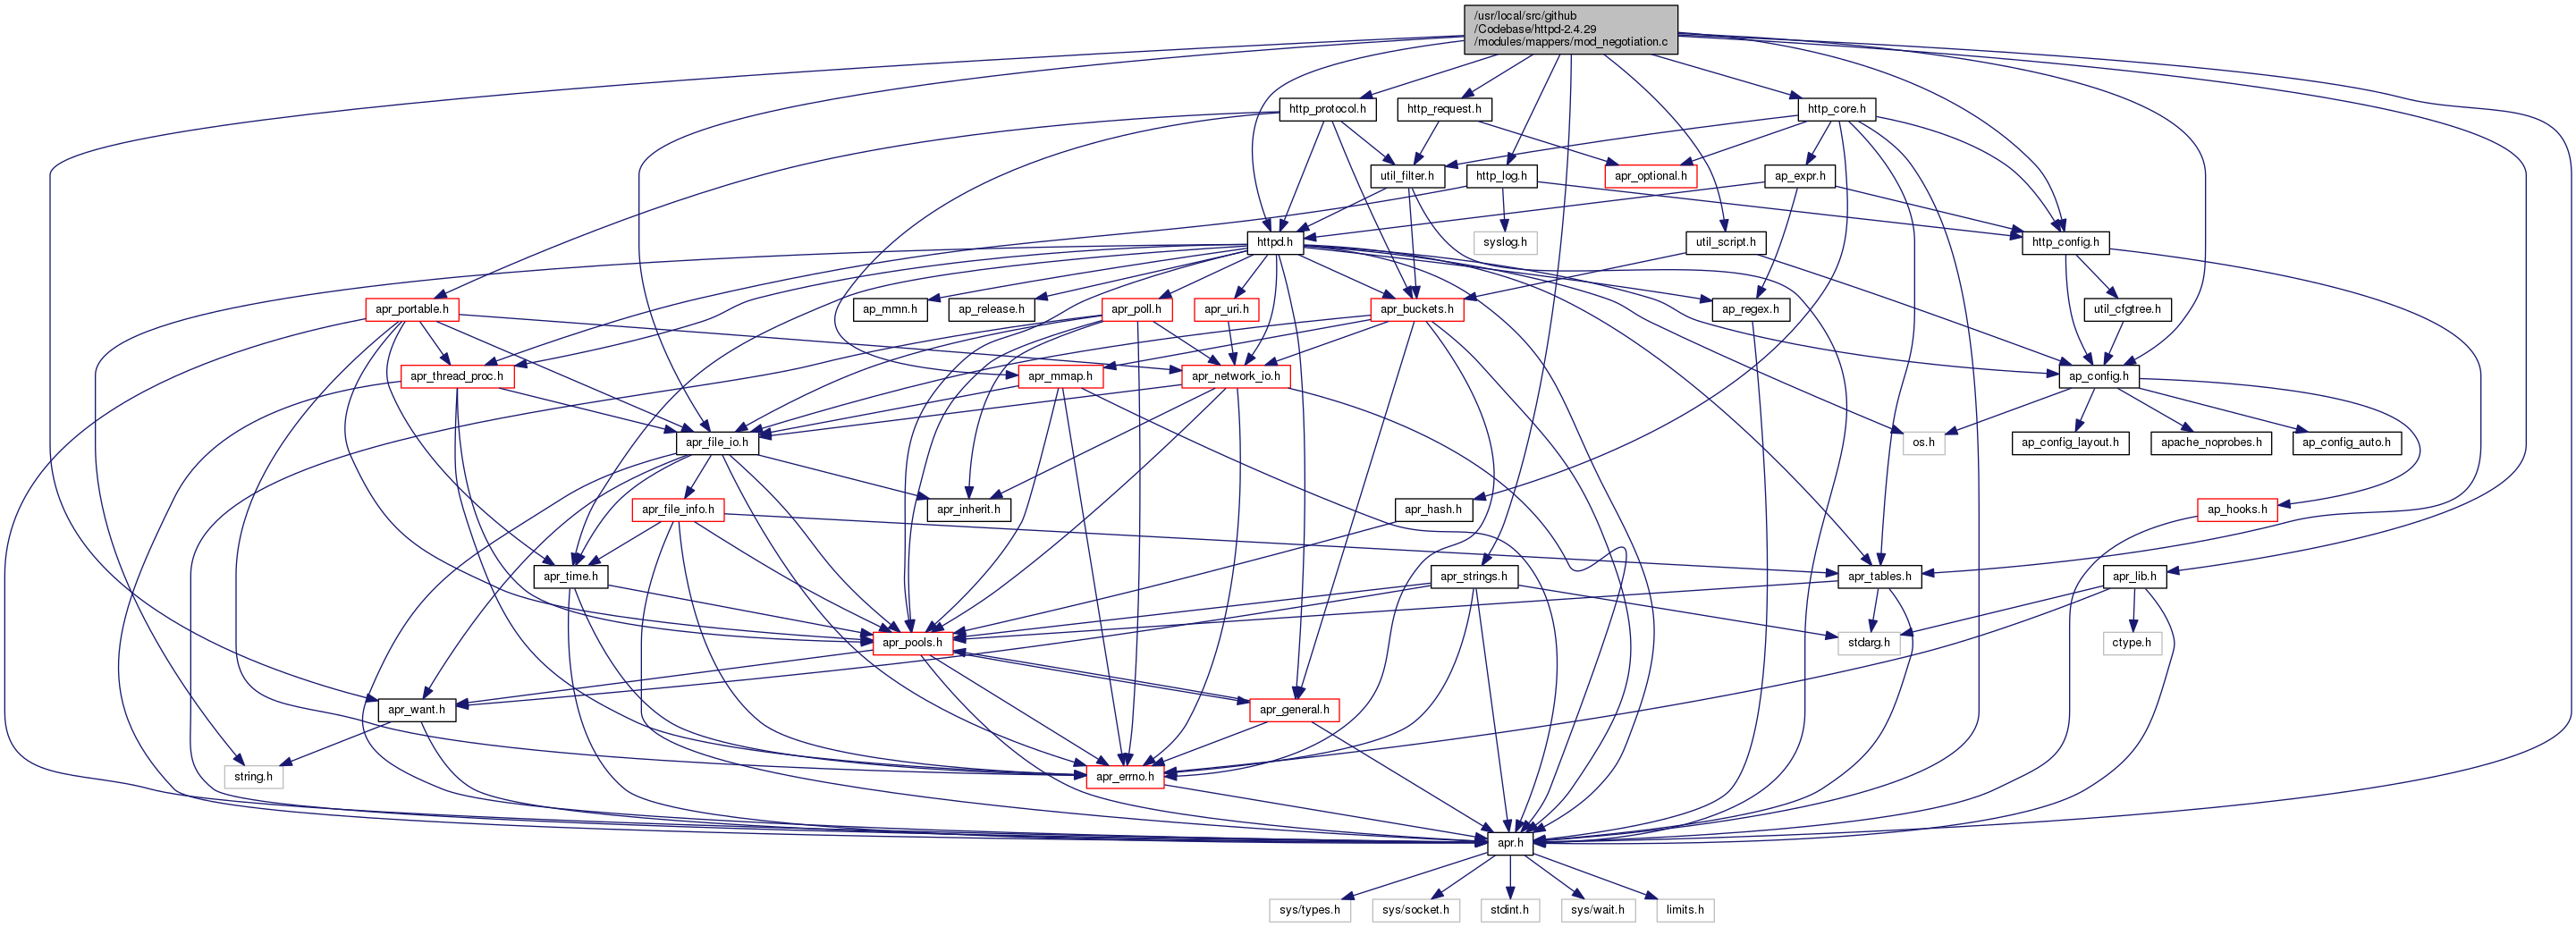 /usr/local/src/github
/Codebase/httpd-2.4.29
/modules/mappers/mod_negotiation.c
http_protocol.h
http_request.h
http_core.h
util_filter.h
http_log.h
apr_optional.h
ap_expr.h
httpd.h
syslog.h
util_script.h
http_config.h
apr_portable.h
ap_mmn.h
ap_release.h
apr_poll.h
apr_uri.h
apr_buckets.h
ap_regex.h
util_cfgtree.h
apr_thread_proc.h
apr_mmap.h
apr_network_io.h
ap_config.h
apr_file_io.h
os.h
ap_config_layout.h
apache_noprobes.h
ap_config_auto.h
apr_file_info.h
apr_inherit.h
apr_hash.h
ap_hooks.h
apr_time.h
apr_strings.h
apr_tables.h
apr_lib.h
apr_pools.h
stdarg.h
ctype.h
apr_want.h
apr_general.h
string.h
apr_errno.h
apr.h
sys/types.h
sys/socket.h
stdint.h
sys/wait.h
limits.h